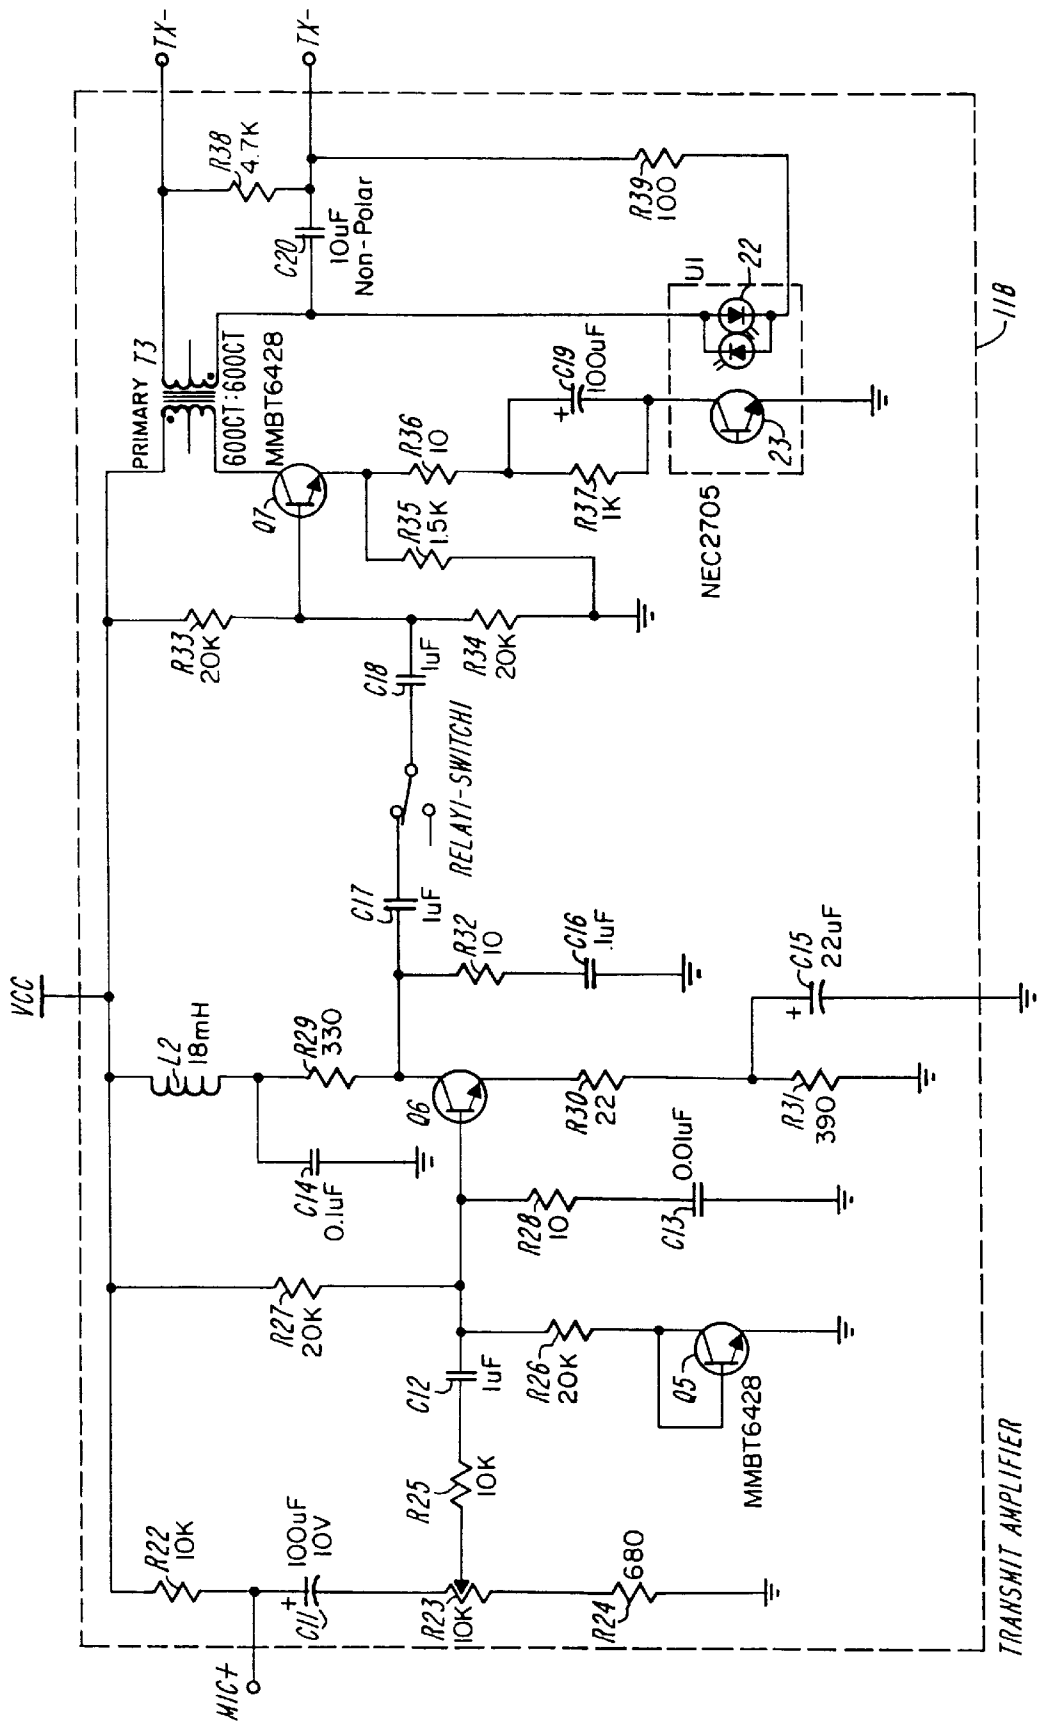 MIC+
R22
10K
100uF
10V
+
C11
R23
10K
R24
680
R25
10K
C12
1uF
R26
20K
Q5
MMBT6428
R27
20K
R28
10
C13
0.01uF
C14
0.1uF
VCC
L2
18mH
R29
330
Q6
R30
22
R31
390
+
C15
22uF
R32
10
C16
.1uF
C17
1uF
RELAY1-SWITCH1
C18
1uF
R33
20K
R34
20K
Q7
MMBT6428
R35
1.5K
R36
10
R37
1K
+
C19
100uF
PRIMARY T3
600CT:600CT
C20
10uF
Non-Polar
R38
4.7K
R39
100
TX-
TX-
U1
22
23
NEC2705
11B
TRANSMIT AMPLIFIER